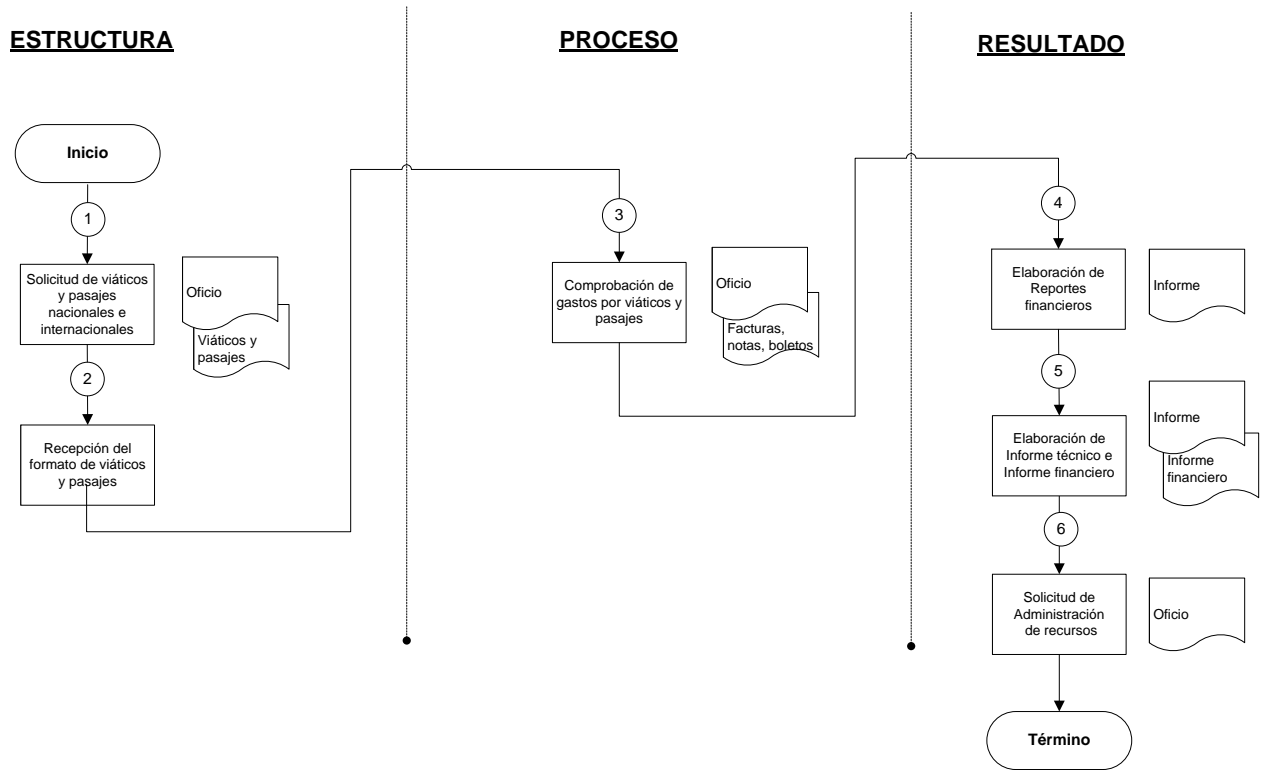 ESTRUCTURA
Inicio
1
Solicitud de viáticos
y pasajes
nacionales e
internacionales
Oficio
Viáticos y
pasajes
2
Recepción del
formato de viáticos
y pasajes
PROCESO
3
Comprobación de
gastos por viáticos y
pasajes
Oficio
Facturas,
notas, boletos
RESULTADO
4
Elaboración de
Reportes
financieros
Informe
5
Elaboración de
Informe técnico e
Informe financiero
Informe
Informe
financiero
6
Solicitud de
Administración
de recursos
Oficio
Término